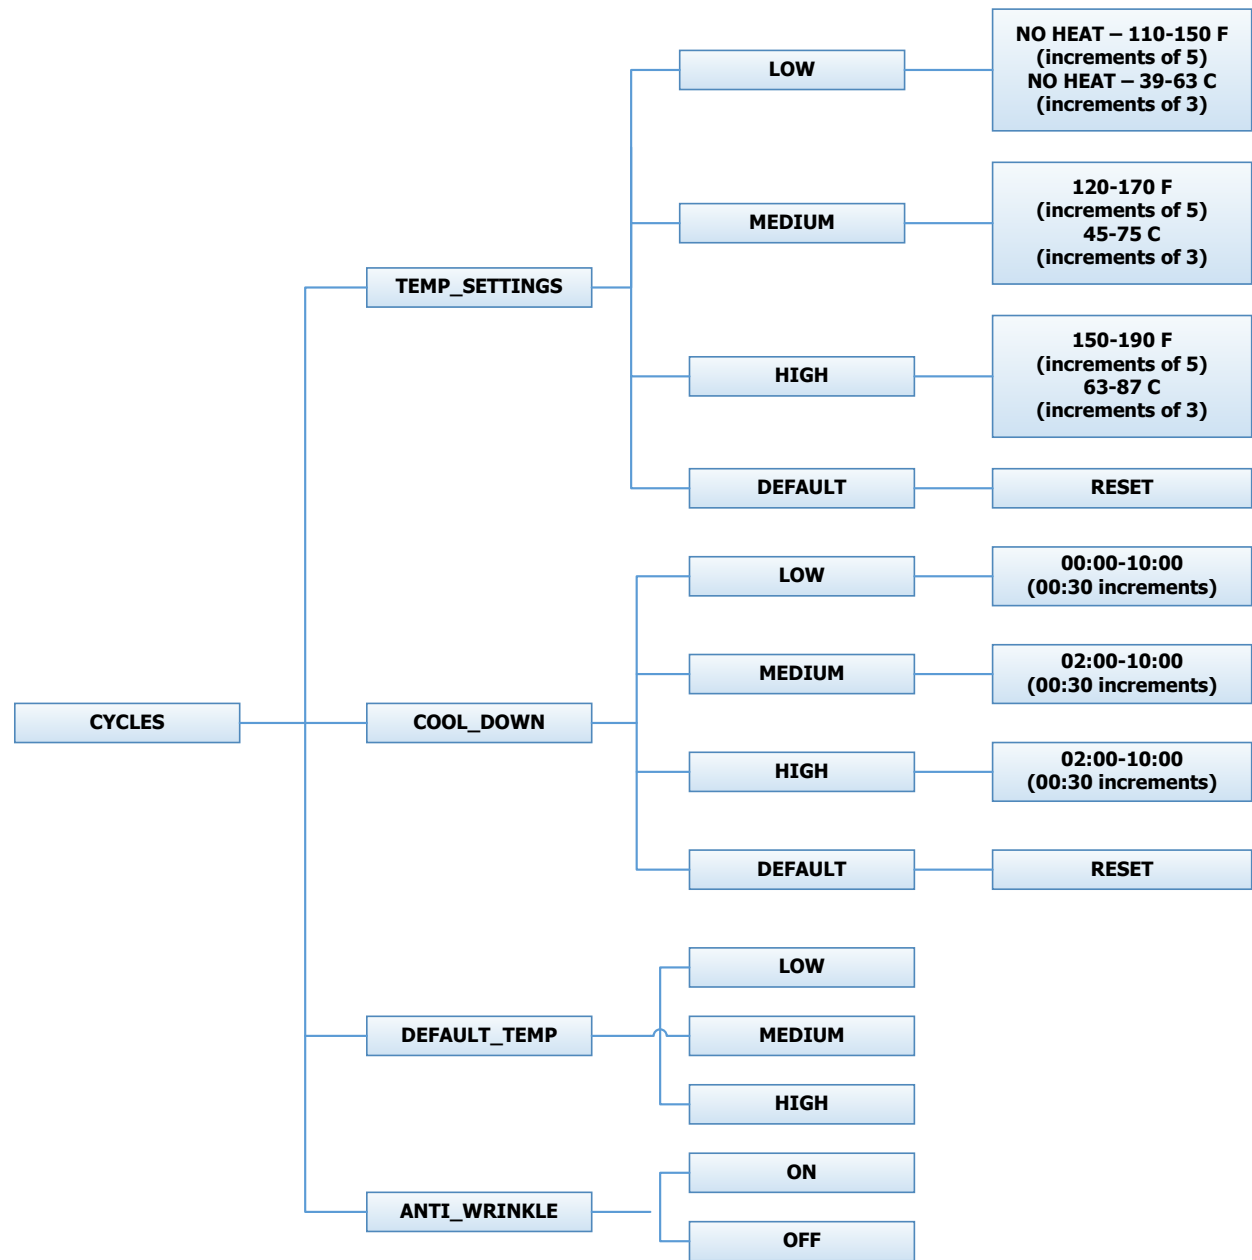 CYCLES
TEMP_SETTINGS
LOW
NO HEAT – 110-150 F
(increments of 5)
NO HEAT – 39-63 C
(increments of 3)
MEDIUM
120-170 F
(increments of 5)
45-75 C
(increments of 3)
HIGH
150-190 F
(increments of 5)
63-87 C
(increments of 3)
DEFAULT
RESET
COOL_DOWN
LOW
00:00-10:00
(00:30 increments)
MEDIUM
02:00-10:00
(00:30 increments)
HIGH
02:00-10:00
(00:30 increments)
DEFAULT
RESET
DEFAULT_TEMP
LOW
MEDIUM
HIGH
ANTI_WRINKLE
ON
OFF